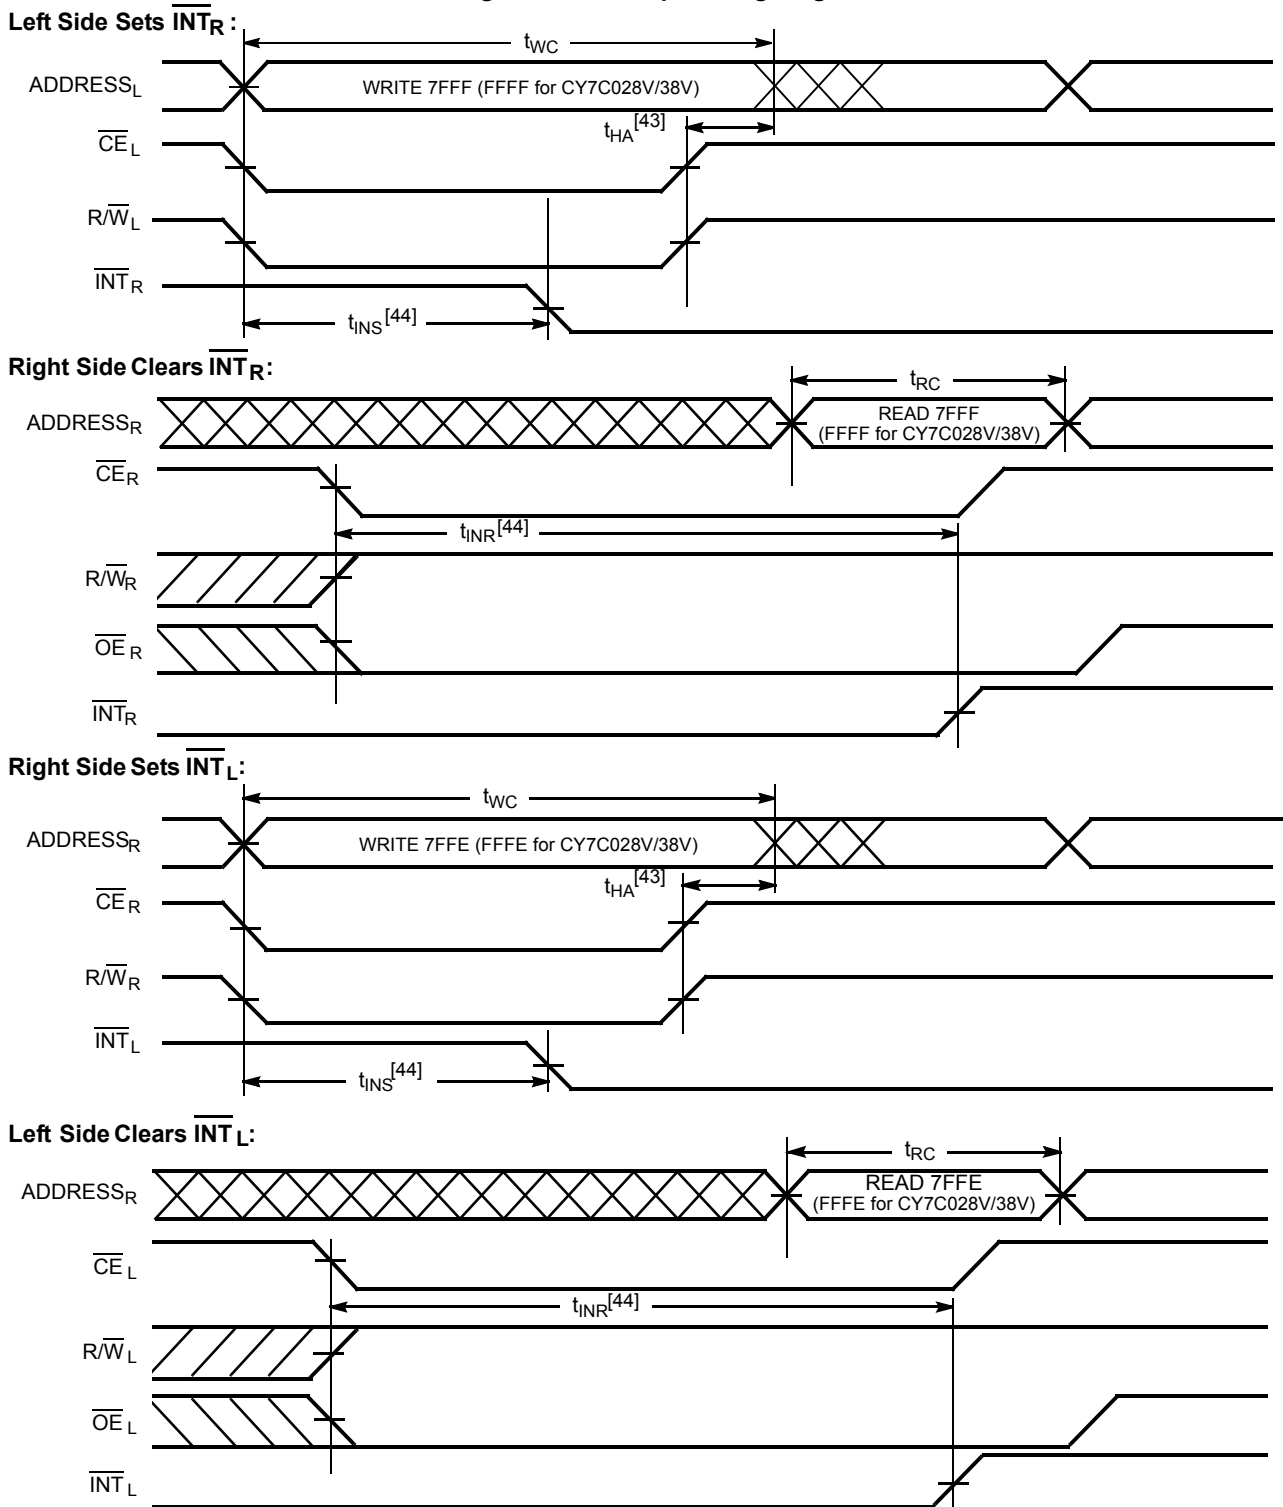 Left Side Sets INTR :
tWC
ADDRESSL
WRITE 7FFF (FFFF for CY7C028V/38V)
tHA[43]
CEL
R/WL
INTR
tINS[44]
Right Side Clears INTR:
tRC
ADDRESSR
READ 7FFF
(FFFF for CY7C028V/38V)
CER
tINR[44]
R/WR
OER
INTR
Right Side Sets INTL:
tWC
ADDRESSR
WRITE 7FFE (FFFE for CY7C028V/38V)
tHA[43]
CER
R/WR
INTL
tINS[44]
Left Side Clears INTL:
tRC
ADDRESSR
READ 7FFE
(FFFE for CY7C028V/38V)
CEL
tINR[44]
R/WL
OEL
INTL